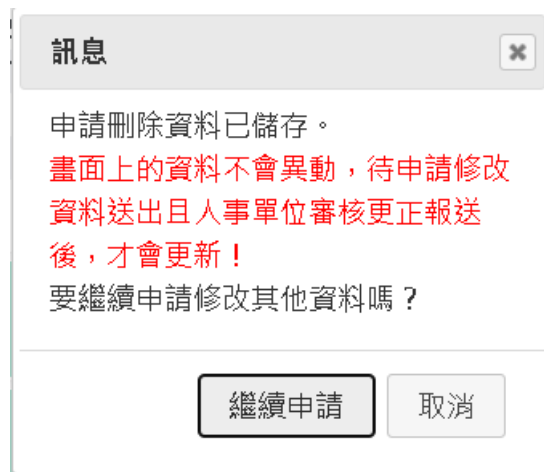 訊息
申請刪除資料已儲存。
畫面上的資料不會異動，待申請修改
資料送出且人事單位審核更正報送
後，才會更新！
要繼續申請修改其他資料嗎？
繼續申請
取消